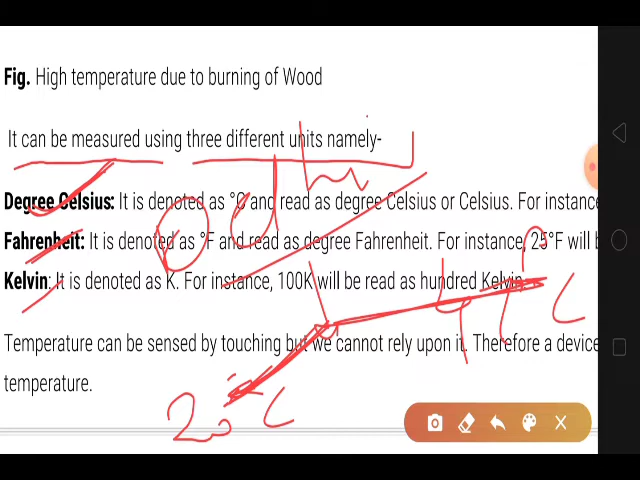 Fig. High temperature due to burning of Wood
It can be measured using three different units namely-
Degree Celsius: It is denoted as °C and read as degree Celsius or Celsius. For instance
Fahrenheit: It is denoted as °F and read as degree Fahrenheit. For instance, 25°F will be
Kelvin: It is denoted as K. For instance, 100K will be read as hundred Kelvin.
Temperature can be sensed by touching but we cannot rely upon it. Therefore a device
temperature.
20°C